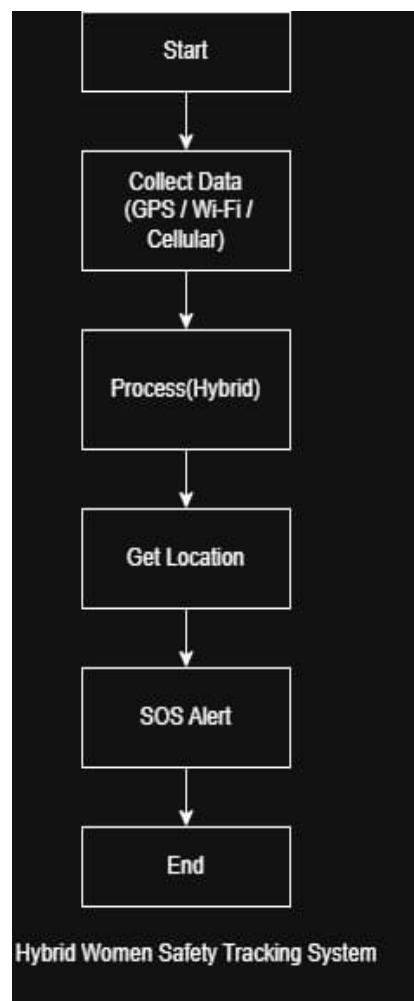 Start
Collect Data
(GPS / Wi-Fi /
Cellular)
Process(Hybrid)
Get Location
SOS Alert
End
Hybrid Women Safety Tracking System